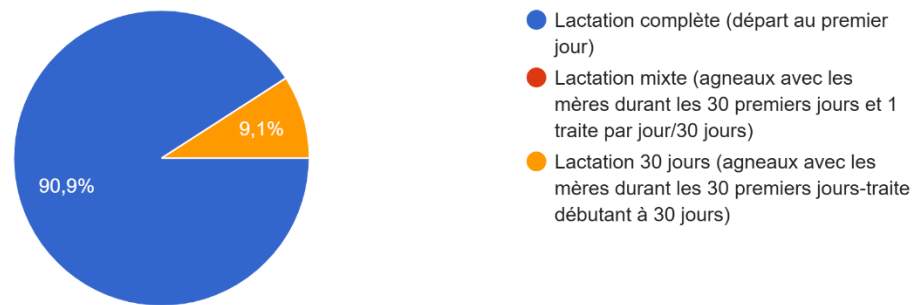 90,9%
9,1%
Lactation complète (départ au premier
jour)
Lactation mixte (agneaux avec les
mères durant les 30 premiers jours et 1
traite par jour/30 jours)
Lactation 30 jours (agneaux avec les
mères durant les 30 premiers jours-traite
débutant à 30 jours)